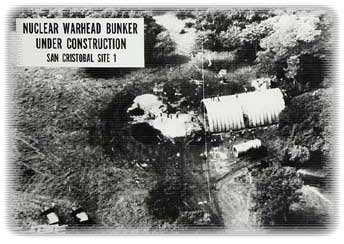 NUCLEAR WARHEAD BUNKER
UNDER CONSTRUCTION
SAN CRISTOBAL SITE 1